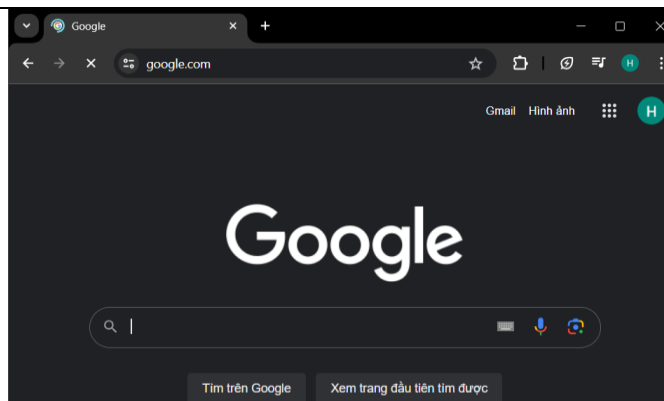 Google
google.com
H
Gmail Hình ảnh
H
Google
Tìm trên Google Xem trang đầu tiên tìm được